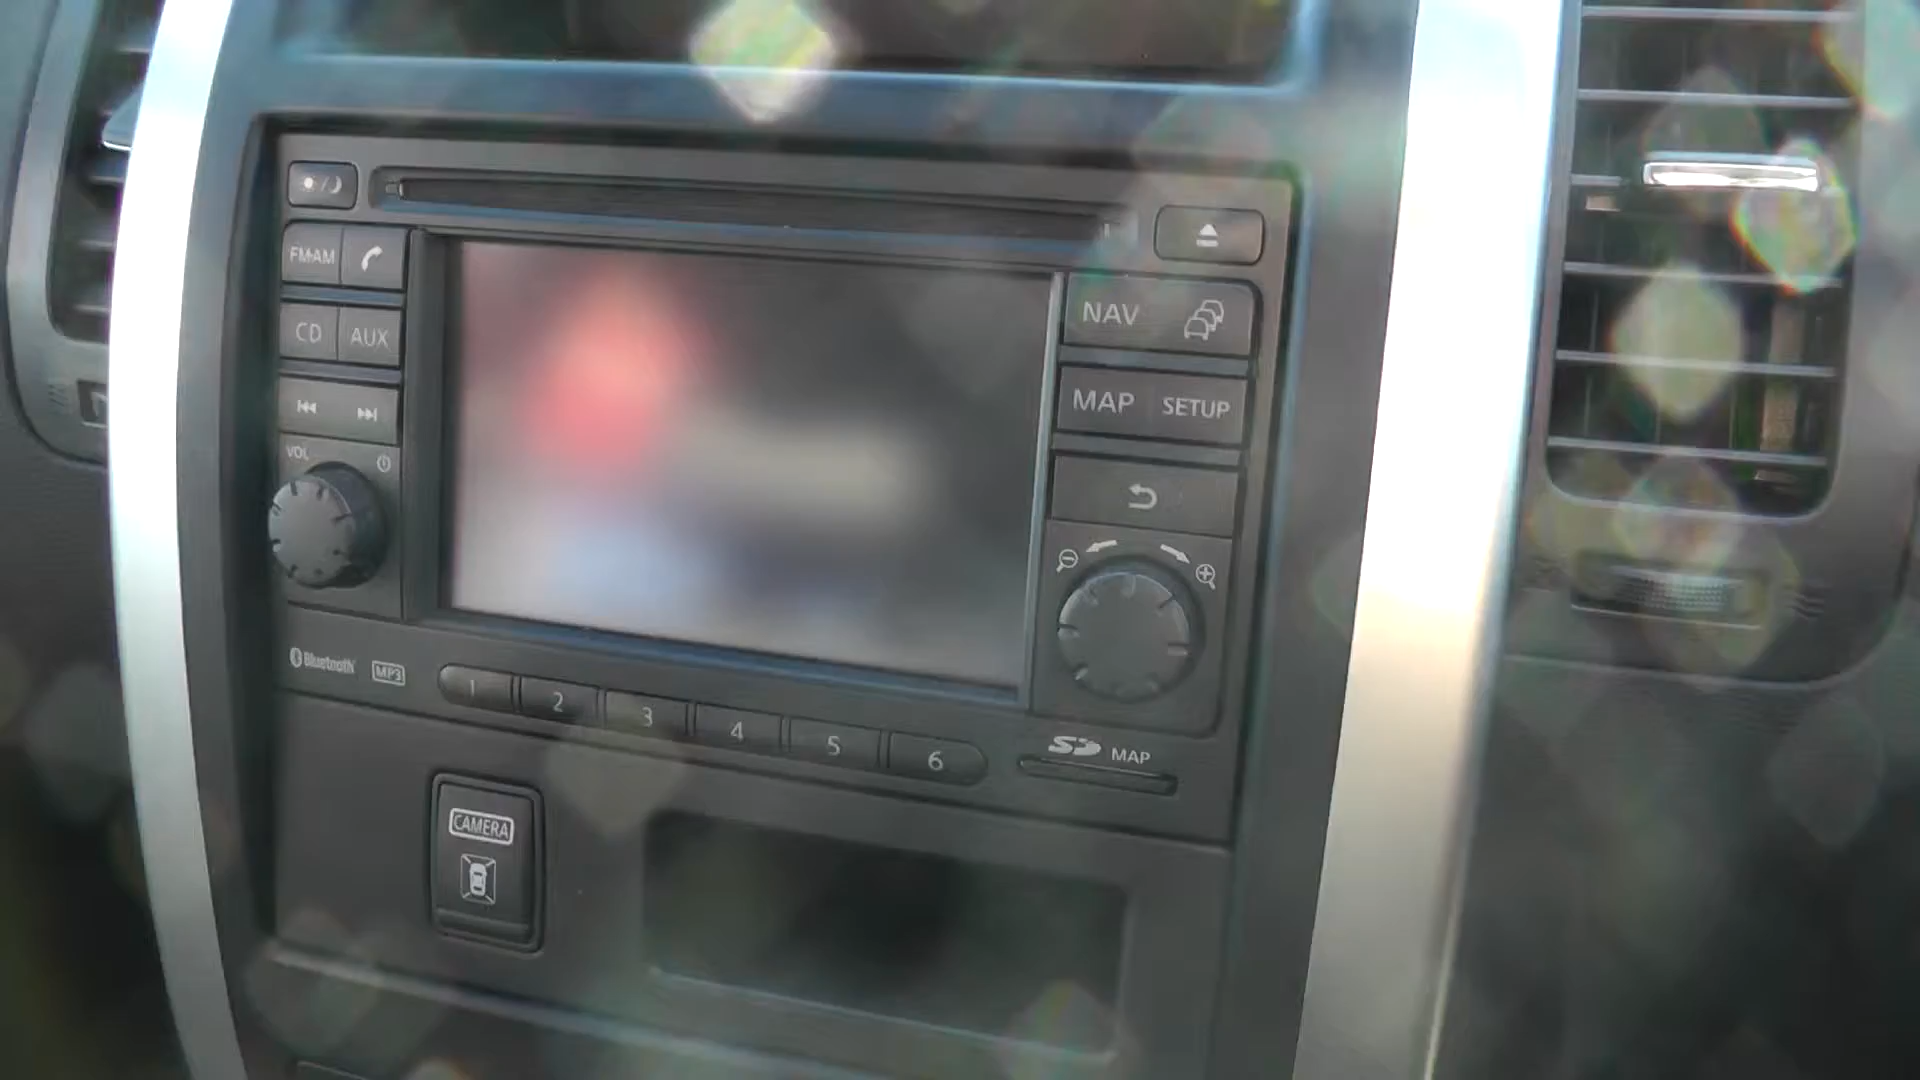 FM·AM
CD AUX
VOL
NAV
MAP SETUP
Bluetooth MP3
1 2 3 4 5 6
SD MAP
CAMERA